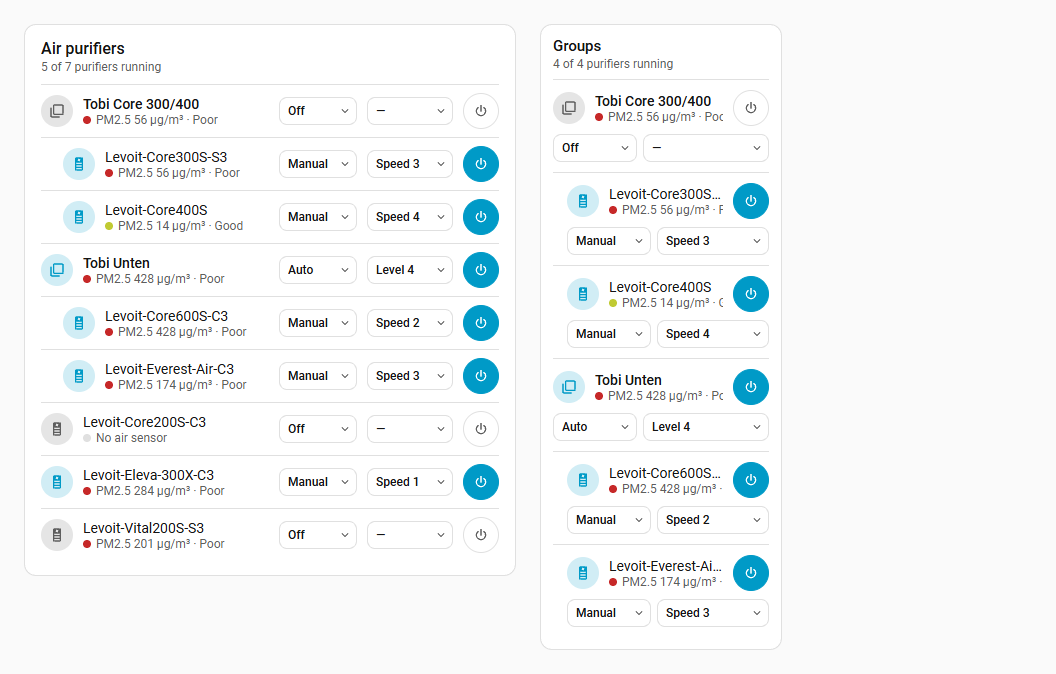 Air purifiers
5 of 7 purifiers running
Tobi Core 300/400
PM2.5 56 µg/m³ · Poor
Off
–
Levoit-Core300S-S3
PM2.5 56 µg/m³ · Poor
Manual
Speed 3
Levoit-Core400S
PM2.5 14 µg/m³ · Good
Manual
Speed 4
Tobi Unten
PM2.5 428 µg/m³ · Poor
Auto
Level 4
Levoit-Core600S-C3
PM2.5 428 µg/m³ · Poor
Manual
Speed 2
Levoit-Everest-Air-C3
PM2.5 174 µg/m³ · Poor
Manual
Speed 3
Levoit-Core200S-C3
No air sensor
Off
–
Levoit-Eleva-300X-C3
PM2.5 284 µg/m³ · Poor
Manual
Speed 1
Levoit-Vital200S-S3
PM2.5 201 µg/m³ · Poor
Off
–
Groups
4 of 4 purifiers running
Tobi Core 300/400
PM2.5 56 µg/m³ · Poo
Off
–
Levoit-Core300S...
PM2.5 56 µg/m³ · P
Manual
Speed 3
Levoit-Core400S
PM2.5 14 µg/m³ · G
Manual
Speed 4
Tobi Unten
PM2.5 428 µg/m³ · Po
Auto
Level 4
Levoit-Core600S...
PM2.5 428 µg/m³ ·
Manual
Speed 2
Levoit-Everest-Ai...
PM2.5 174 µg/m³ ·
Manual
Speed 3